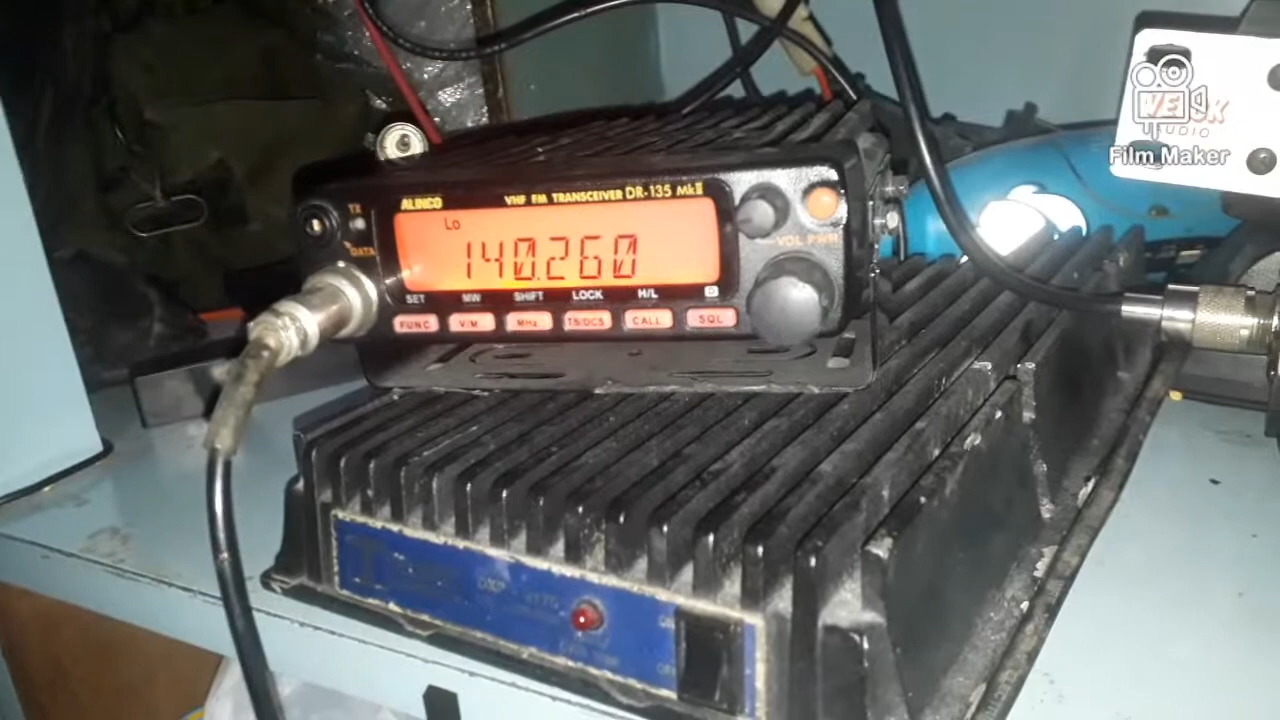 ALINCO
VHF FM TRANSCEIVER DR-135 MkII
TX
DATA
Lo
140.260
VOL PWR
SET MW SHIFT LOCK H/L D
FUNC V/M MHz TS/DCS CALL SQL
Film Maker